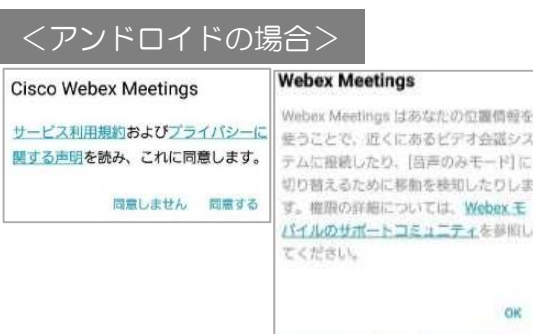 ＜アンドロイドの場合＞
Cisco Webex Meetings
サービス利用規約およびプライバシーに
関する声明を読み、これに同意します。
同意しません 同意する
Webex Meetings
Webex Meetings はあなたの位置情報を
使うことで、近くにあるビデオ会議シス
テムに接続したり、[音声のみモード] に
切り替えるために移動を検知したりしま
す。権限の詳細については、Webex モ
バイルのサポートコミュニティを参照し
てください。
OK